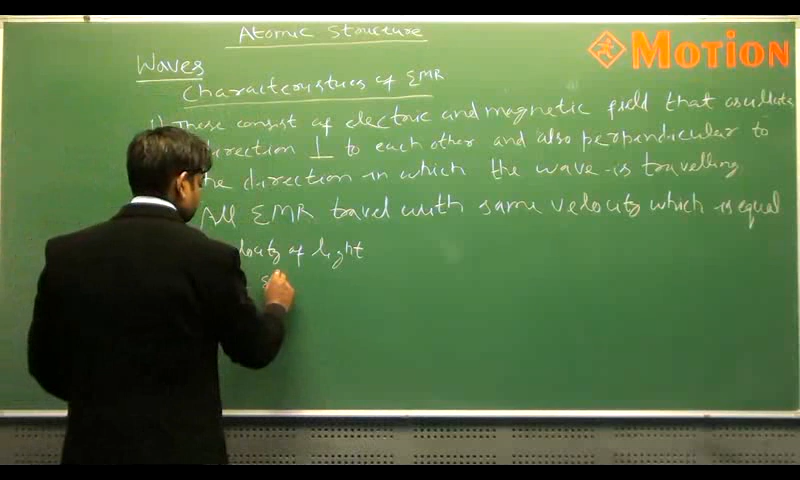 Atomic Structure
MOTION
Waves
Characteristics of EMR
1) These consist of electric and magnetic field that oscillate
direction ⊥ to each other and also perpendicular to
the direction in which the wave is travelling
All EMR travel with same velocity which is equal
of light